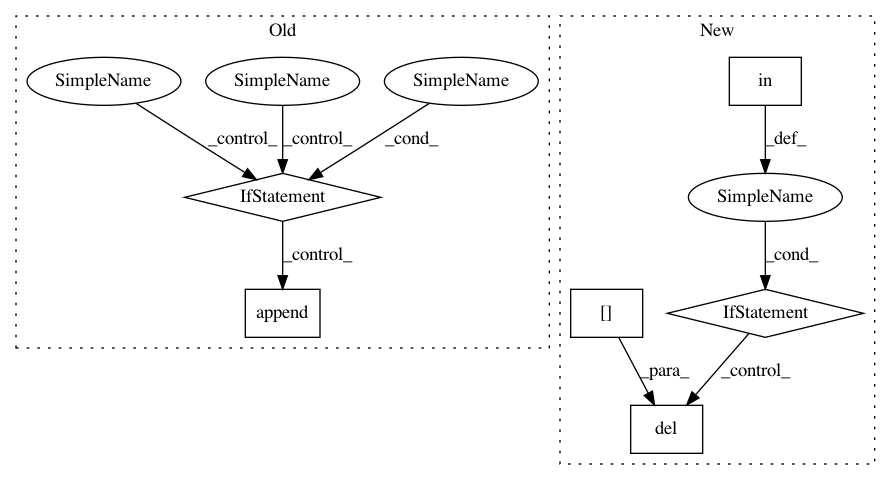 Old
New
SimpleName
SimpleName
SimpleName
in
_control_
_control_
_cond_
_def_
IfStatement
SimpleName
_control_
_cond_
append
[]
IfStatement
_para_
_control_
del